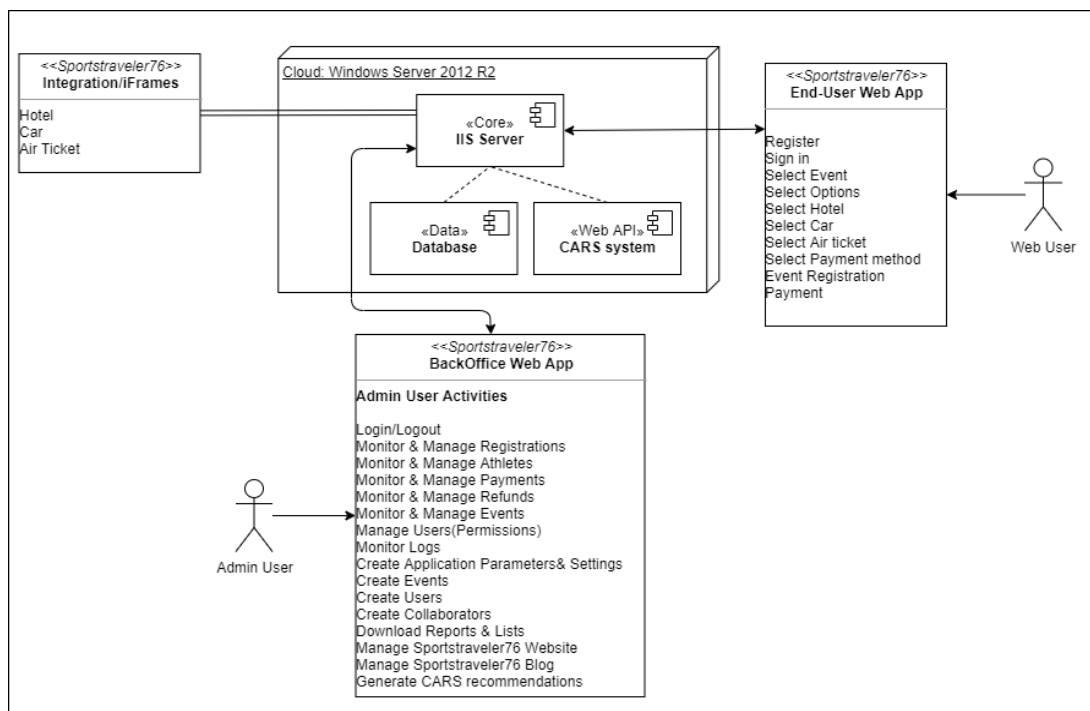 <<Sportstraveler76>>
Integration/iFrames
Hotel
Car
Air Ticket
Cloud: Windows Server 2012 R2
«Core»
IIS Server
«Data»
Database
«Web API»
CARS system
<<Sportstraveler76>>
End-User Web App
Register
Sign in
Select Event
Select Options
Select Hotel
Select Car
Select Air ticket
Select Payment method
Event Registration
Payment
Web User
<<Sportstraveler76>>
BackOffice Web App
Admin User Activities
Login/Logout
Monitor & Manage Registrations
Monitor & Manage Athletes
Monitor & Manage Payments
Monitor & Manage Refunds
Monitor & Manage Events
Manage Users(Permissions)
Monitor Logs
Create Application Parameters& Settings
Create Events
Create Users
Create Collaborators
Download Reports & Lists
Manage Sportstraveler76 Website
Manage Sportstraveler76 Blog
Generate CARS recommendations
Admin User